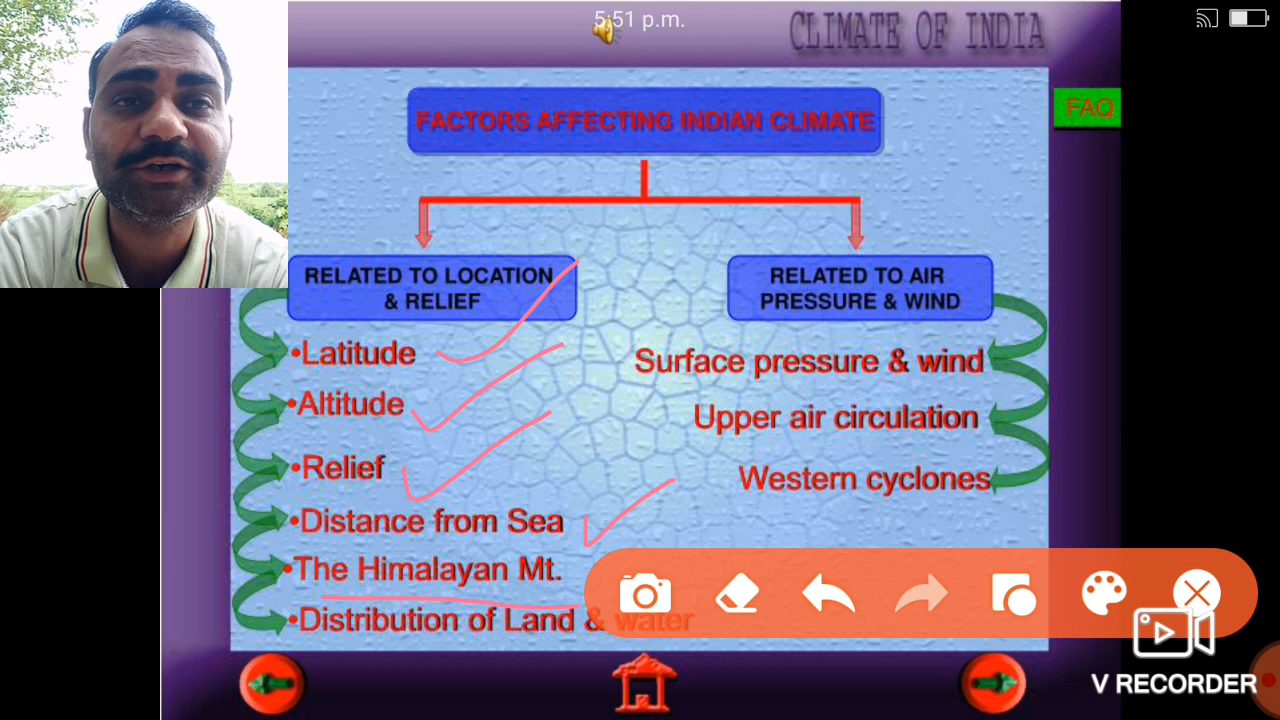 5:51 p.m.
CLIMATE OF INDIA
FAQ
FACTORS AFFECTING INDIAN CLIMATE
RELATED TO LOCATION
& RELIEF
•Latitude
•Altitude
•Relief
•Distance from Sea
•The Himalayan Mt.
•Distribution of Land & water
RELATED TO AIR
PRESSURE & WIND
Surface pressure & wind
Upper air circulation
Western cyclones
V RECORDER